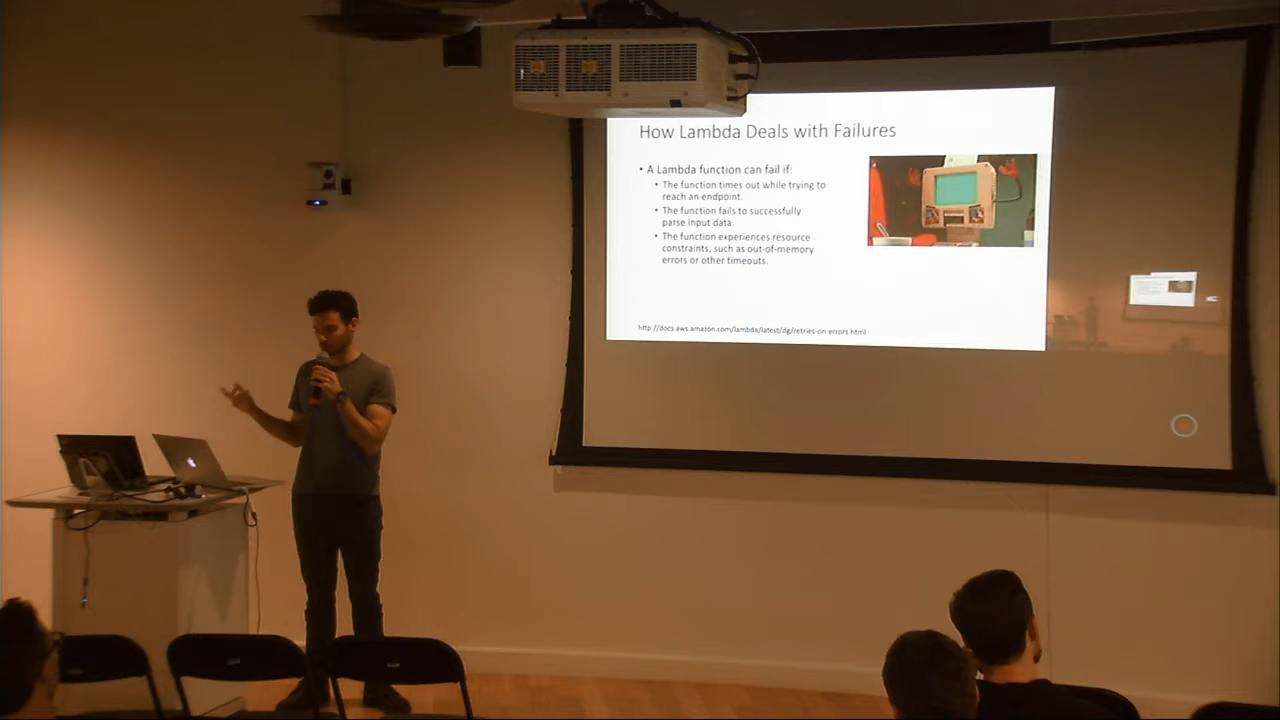 How Lambda Deals with Failures
• A Lambda function can fail if:
• The function times out while trying to
reach an endpoint.
• The function fails to successfully
parse input data.
• The function experiences resource
constraints, such as out-of-memory
errors or other timeouts.
http://docs.aws.amazon.com/lambda/latest/dg/retries-on-errors.html